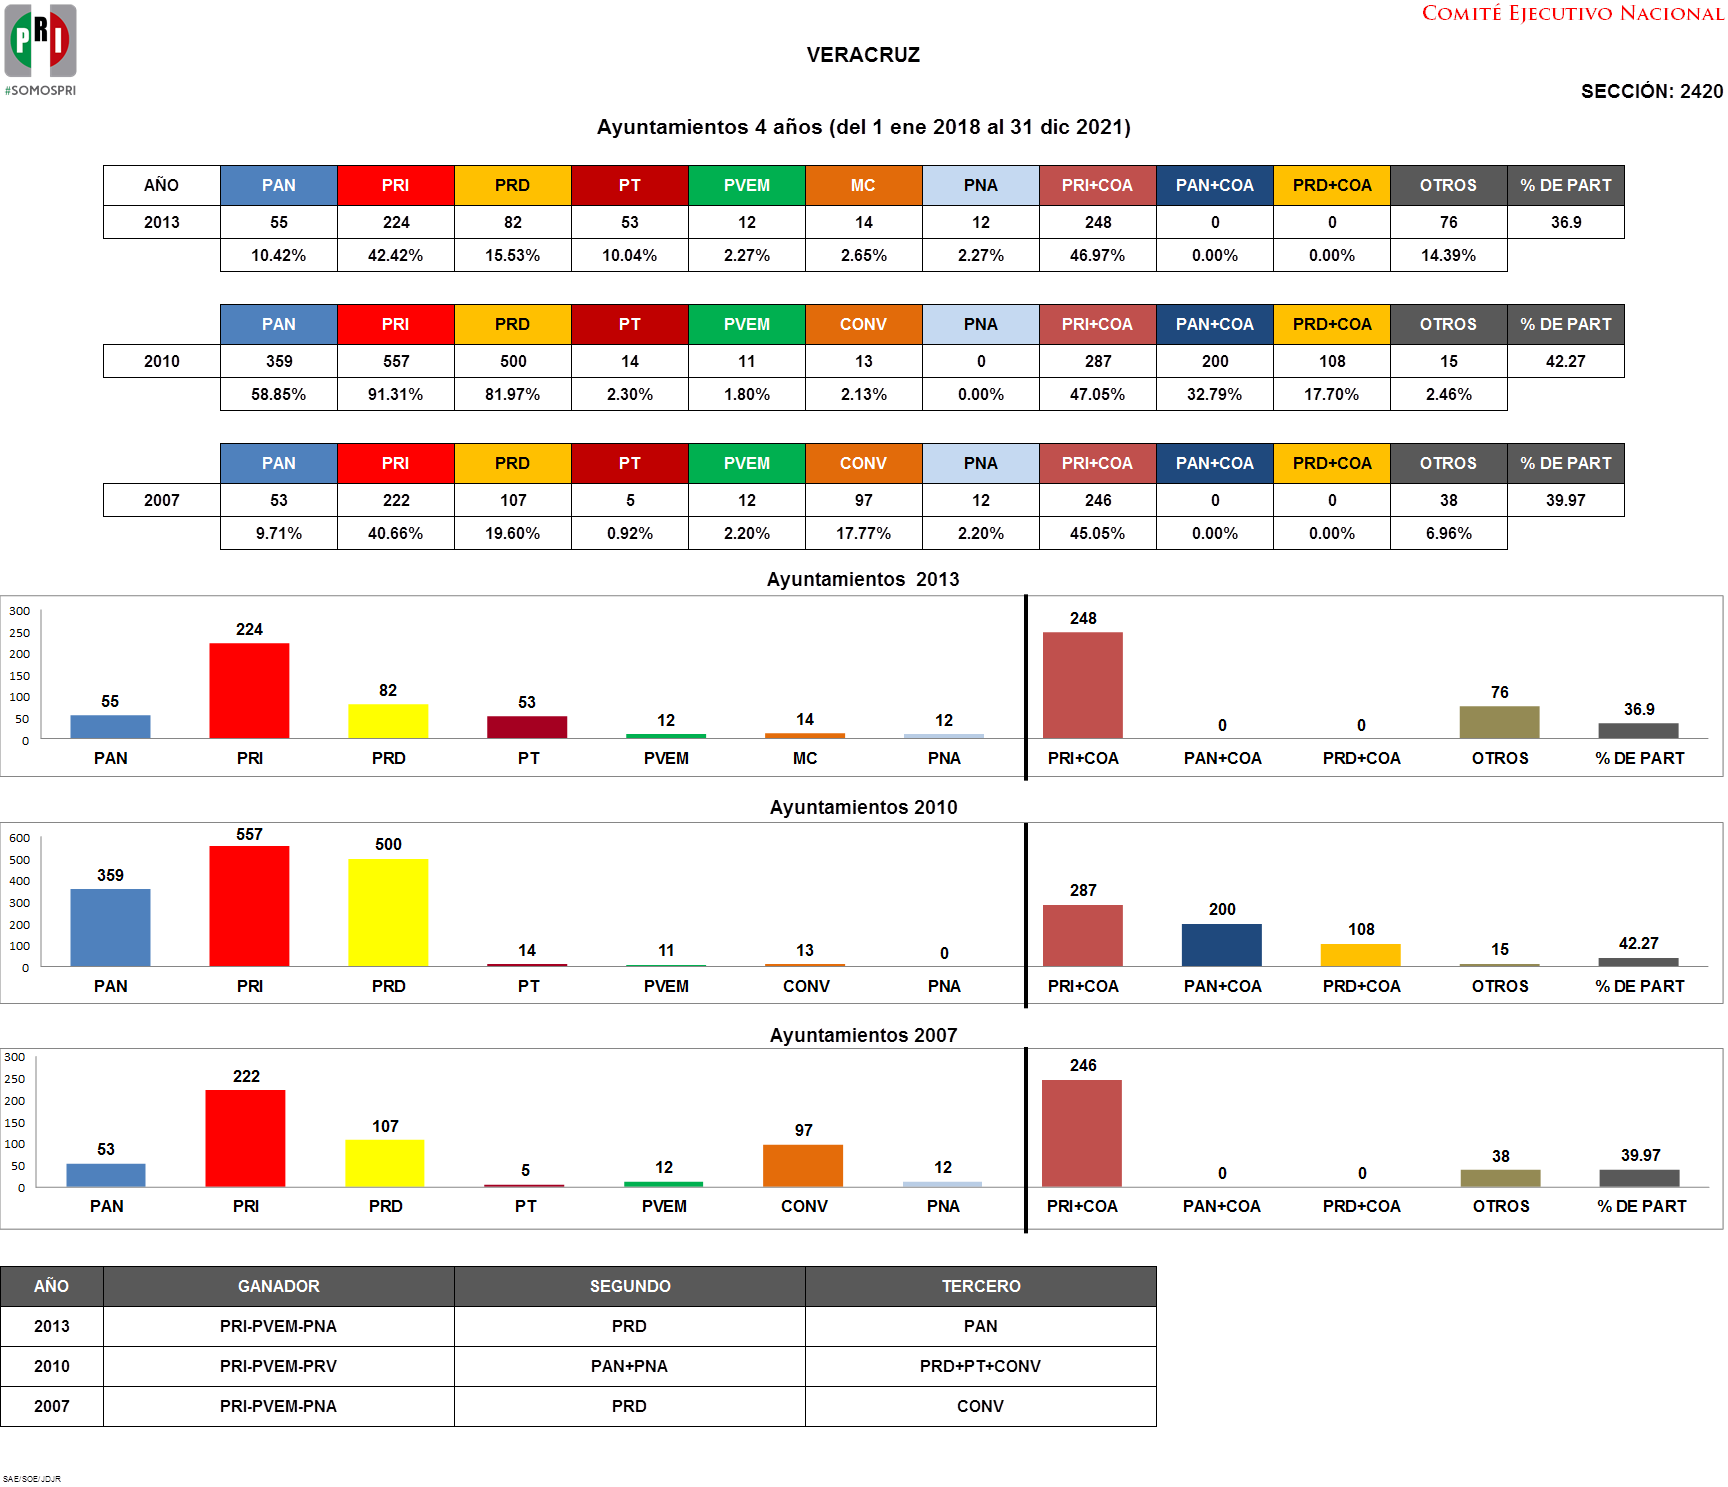 COMITÉ EJECUTIVO NACIONAL
PRI
#SOMOSPRI
VERACRUZ
SECCIÓN: 2420
Ayuntamientos 4 años (del 1 ene 2018 al 31 dic 2021)
AÑO PAN PRI PRD PT PVEM MC PNA PRI+COA PAN+COA PRD+COA OTROS % DE PART
2013 55 224 82 53 12 14 12 248 0 0 76 36.9
10.42% 42.42% 15.53% 10.04% 2.27% 2.65% 2.27% 46.97% 0.00% 0.00% 14.39%
PAN PRI PRD PT PVEM CONV PNA PRI+COA PAN+COA PRD+COA OTROS % DE PART
2010 359 557 500 14 11 13 0 287 200 108 15 42.27
58.85% 91.31% 81.97% 2.30% 1.80% 2.13% 0.00% 47.05% 32.79% 17.70% 2.46%
PAN PRI PRD PT PVEM CONV PNA PRI+COA PAN+COA PRD+COA OTROS % DE PART
2007 53 222 107 5 12 97 12 246 0 0 38 39.97
9.71% 40.66% 19.60% 0.92% 2.20% 17.77% 2.20% 45.05% 0.00% 0.00% 6.96%
Ayuntamientos 2013
300
250
200
150
100
50
0
55 224 82 53 12 14 12 248 0 0 76 36.9
PAN PRI PRD PT PVEM MC PNA PRI+COA PAN+COA PRD+COA OTROS % DE PART
Ayuntamientos 2010
600
500
400
300
200
100
0
359 557 500 14 11 13 0 287 200 108 15 42.27
PAN PRI PRD PT PVEM CONV PNA PRI+COA PAN+COA PRD+COA OTROS % DE PART
Ayuntamientos 2007
300
250
200
150
100
50
0
53 222 107 5 12 97 12 246 0 0 38 39.97
PAN PRI PRD PT PVEM CONV PNA PRI+COA PAN+COA PRD+COA OTROS % DE PART
AÑO GANADOR SEGUNDO TERCERO
2013 PRI-PVEM-PNA PRD PAN
2010 PRI-PVEM-PRV PAN+PNA PRD+PT+CONV
2007 PRI-PVEM-PNA PRD CONV
SAE/SOE/JDJR